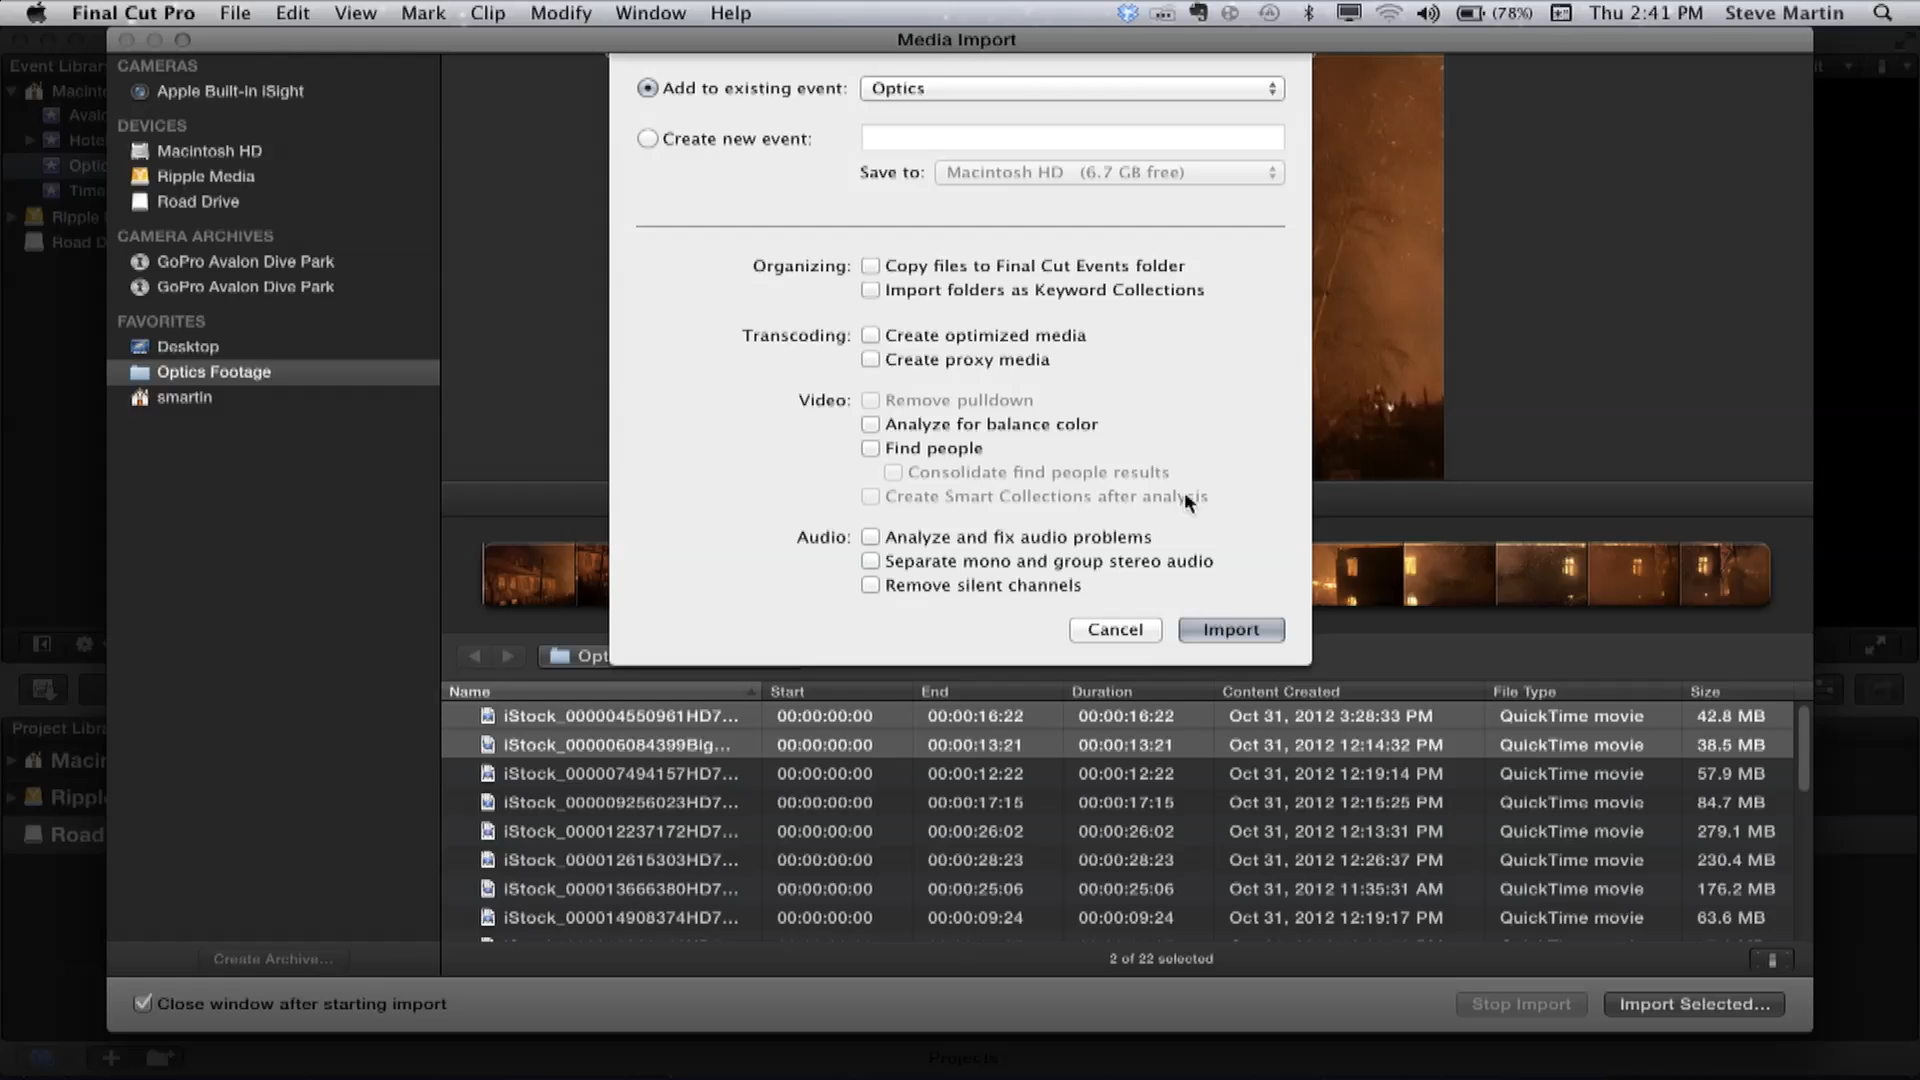 Final Cut Pro File Edit View Mark Clip Modify Window Help (78%) Thu 2:41 PM Steve Martin
Media Import
Event Librar
Macint
Avalo
Hote
Optic
Time
Ripple
Road D
CAMERAS
Apple Built-in iSight
DEVICES
Macintosh HD
Ripple Media
Road Drive
CAMERA ARCHIVES
GoPro Avalon Dive Park
GoPro Avalon Dive Park
FAVORITES
Desktop
Optics Footage
smartin
Add to existing event: Optics
Create new event:
Save to: Macintosh HD (6.7 GB free)
Organizing: Copy files to Final Cut Events folder
Import folders as Keyword Collections
Transcoding: Create optimized media
Create proxy media
Video: Remove pulldown
Analyze for balance color
Find people
Consolidate find people results
Create Smart Collections after analysis
Audio: Analyze and fix audio problems
Separate mono and group stereo audio
Remove silent channels
Cancel Import
Opt
Name Start End Duration Content Created File Type Size
iStock_000004550961HD7... 00:00:00:00 00:00:16:22 00:00:16:22 Oct 31, 2012 3:28:33 PM QuickTime movie 42.8 MB
iStock_000006084399Big... 00:00:00:00 00:00:13:21 00:00:13:21 Oct 31, 2012 12:14:32 PM QuickTime movie 38.5 MB
iStock_000007494157HD7... 00:00:00:00 00:00:12:22 00:00:12:22 Oct 31, 2012 12:19:14 PM QuickTime movie 57.9 MB
iStock_000009256023HD7... 00:00:00:00 00:00:17:15 00:00:17:15 Oct 31, 2012 12:15:25 PM QuickTime movie 84.7 MB
iStock_000012237172HD7... 00:00:00:00 00:00:26:02 00:00:26:02 Oct 31, 2012 12:13:31 PM QuickTime movie 279.1 MB
iStock_000012615303HD7... 00:00:00:00 00:00:28:23 00:00:28:23 Oct 31, 2012 12:26:37 PM QuickTime movie 230.4 MB
iStock_000013666380HD7... 00:00:00:00 00:00:25:06 00:00:25:06 Oct 31, 2012 11:35:31 AM QuickTime movie 176.2 MB
iStock_000014908374HD7... 00:00:00:00 00:00:09:24 00:00:09:24 Oct 31, 2012 12:19:17 PM QuickTime movie 63.6 MB
Project Libra
Macin
Ripple
Road
Create Archive... 2 of 22 selected
Close window after starting import Stop Import Import Selected...
Projects